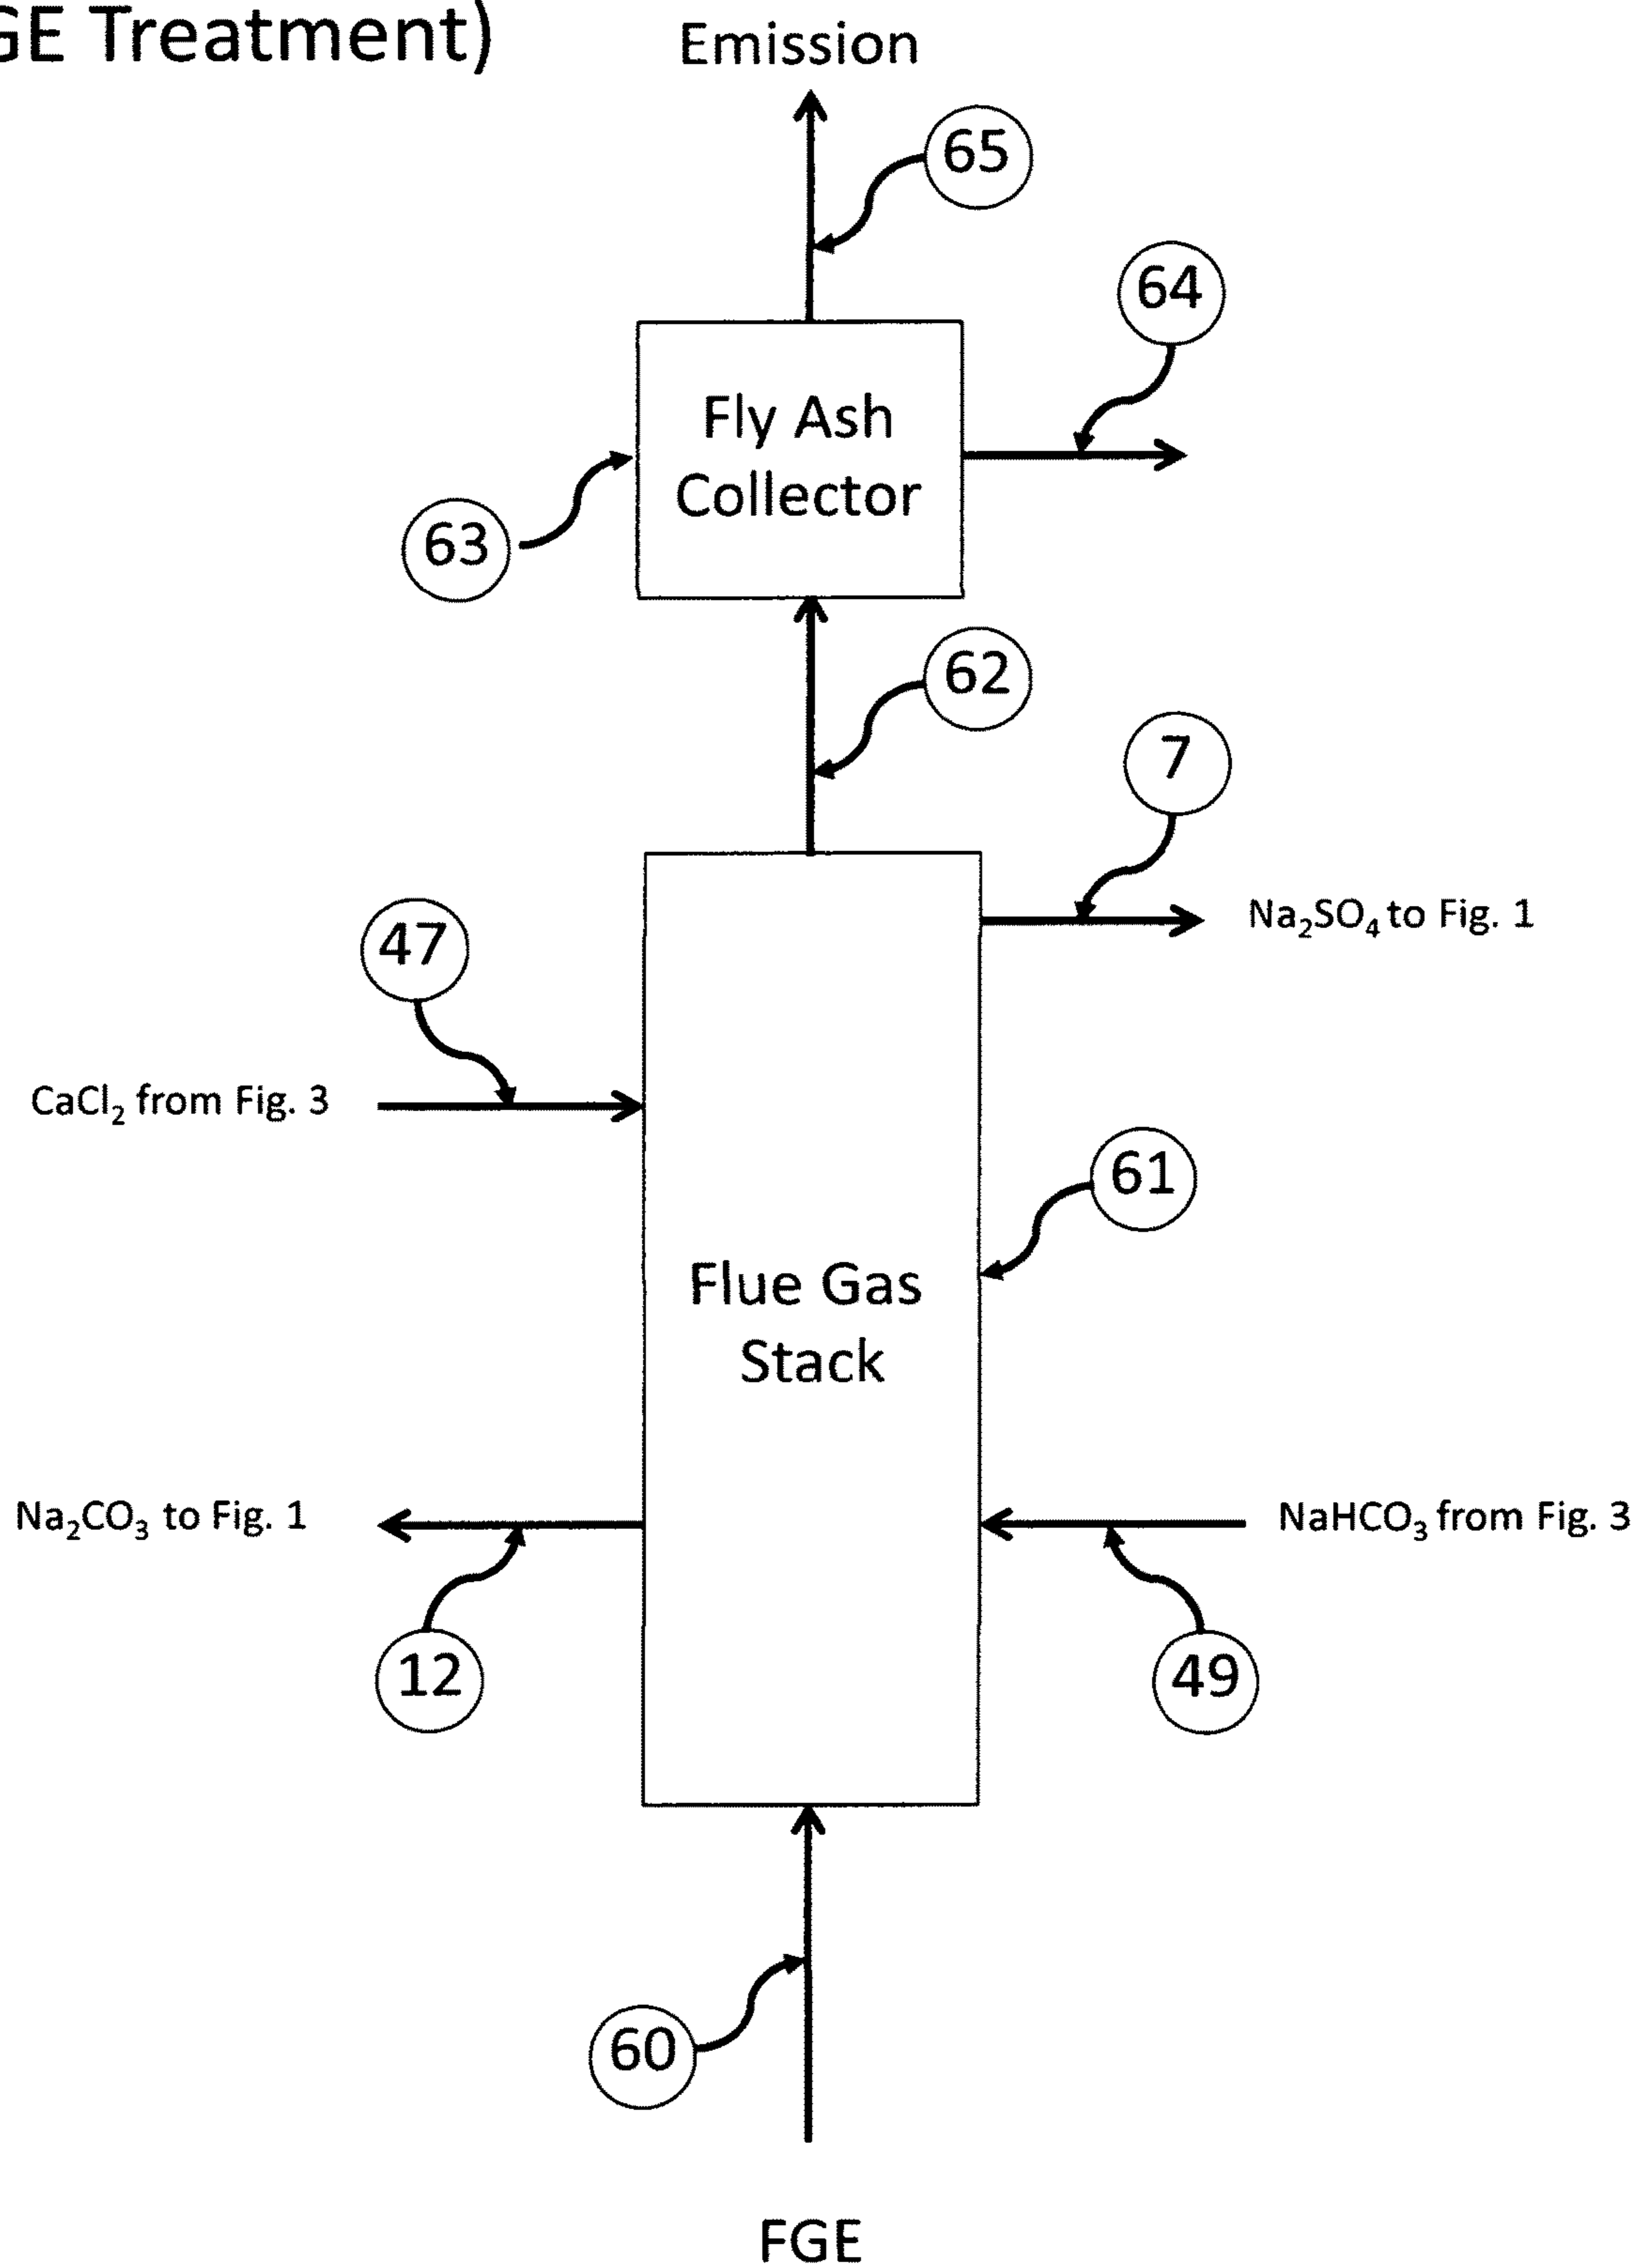 GE Treatment)
Emission
65
64
Fly Ash
Collector
63
62
7
Na₂SO₄ to Fig. 1
47
CaCl₂ from Fig. 3
61
Flue Gas
Stack
Na₂CO₃ to Fig. 1
NaHCO₃ from Fig. 3
12
49
60
FGE